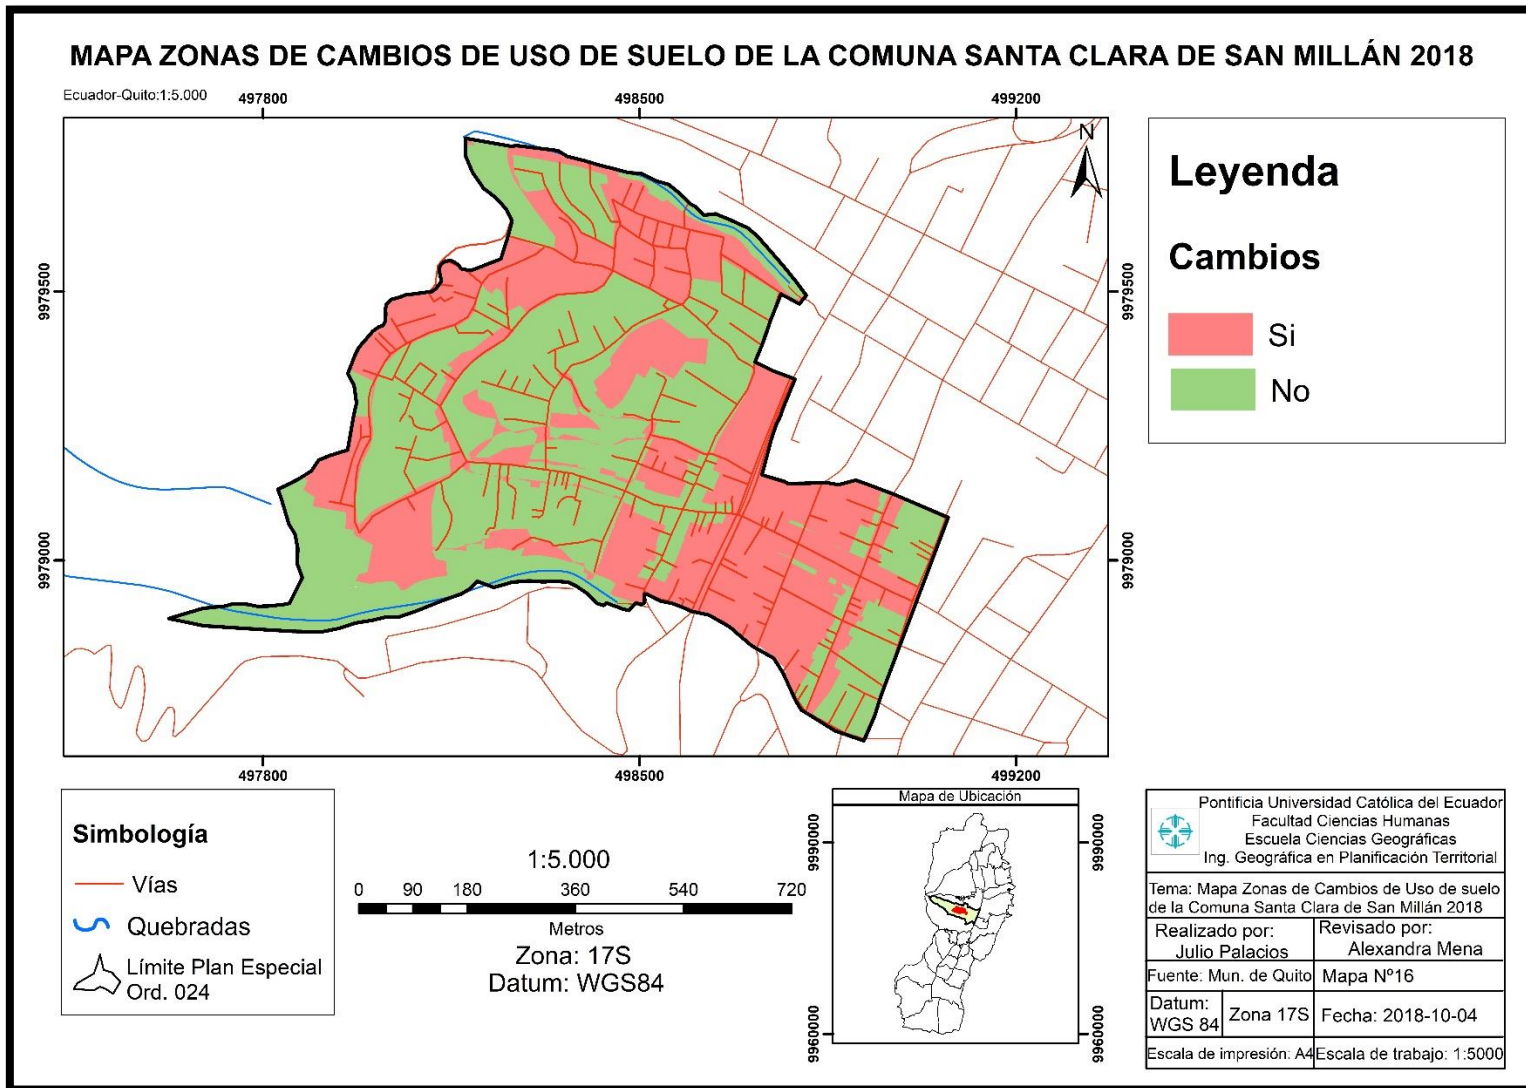 MAPA ZONAS DE CAMBIOS DE USO DE SUELO DE LA COMUNA SANTA CLARA DE SAN MILLÁN 2018
Ecuador-Quito:1:5.000
497800
498500
499200
N
9979500
9979500
9979000
9979000
497800
498500
499200
Leyenda
Cambios
Si
No
Simbología
Vías
Quebradas
Límite Plan Especial
Ord. 024
1:5.000
0 90 180 360 540 720
Metros
Zona: 17S
Datum: WGS84
Mapa de Ubicación
9990000
9990000
9960000
9960000
Pontificia Universidad Católica del Ecuador
Facultad Ciencias Humanas
Escuela Ciencias Geográficas
Ing. Geográfica en Planificación Territorial
Tema: Mapa Zonas de Cambios de Uso de suelo
de la Comuna Santa Clara de San Millán 2018
Realizado por:
Julio Palacios
Revisado por:
Alexandra Mena
Fuente: Mun. de Quito
Mapa Nº16
Datum:
WGS 84
Zona 17S
Fecha: 2018-10-04
Escala de impresión: A4
Escala de trabajo: 1:5000